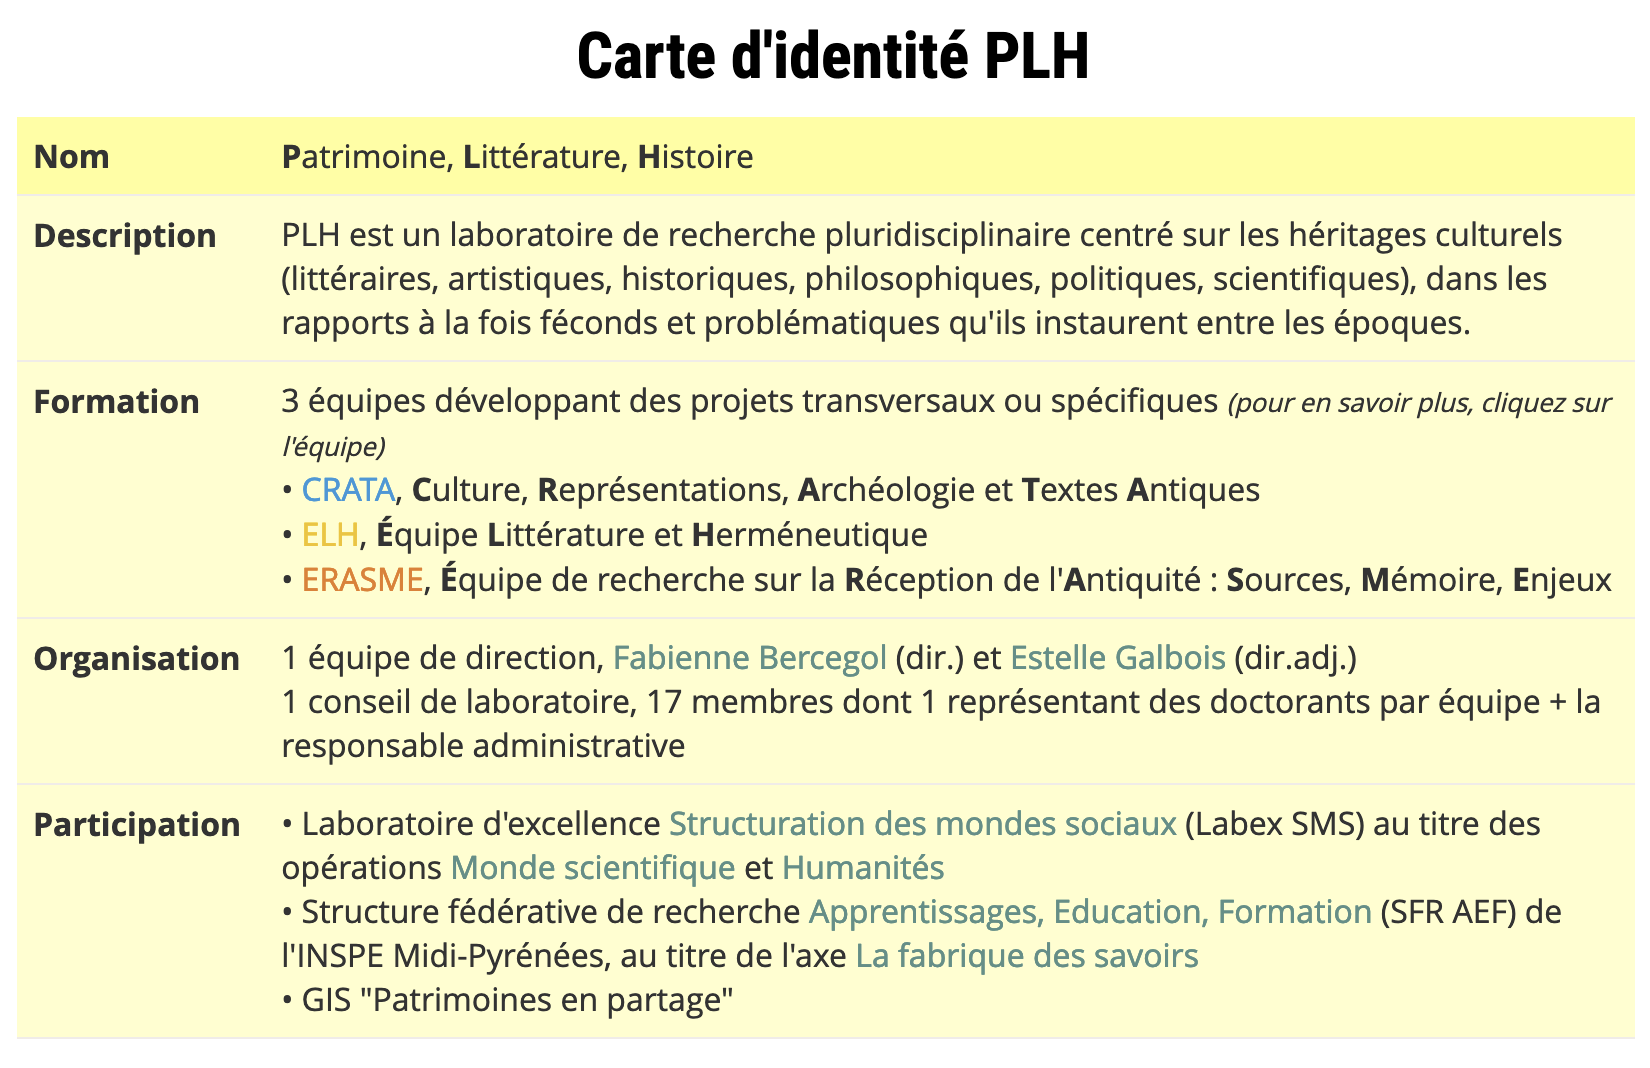 Carte d'identité PLH
Nom
Patrimoine, Littérature, Histoire
Description
PLH est un laboratoire de recherche pluridisciplinaire centré sur les héritages culturels
(littéraires, artistiques, historiques, philosophiques, politiques, scientifiques), dans les
rapports à la fois féconds et problématiques qu'ils instaurent entre les époques.
Formation
3 équipes développant des projets transversaux ou spécifiques (pour en savoir plus, cliquez sur
l'équipe)
• CRATA, Culture, Représentations, Archéologie et Textes Antiques
• ELH, Équipe Littérature et Herméneutique
• ERASME, Équipe de recherche sur la Réception de l'Antiquité : Sources, Mémoire, Enjeux
Organisation
1 équipe de direction, Fabienne Bercegol (dir.) et Estelle Galbois (dir.adj.)
1 conseil de laboratoire, 17 membres dont 1 représentant des doctorants par équipe + la
responsable administrative
Participation
• Laboratoire d'excellence Structuration des mondes sociaux (Labex SMS) au titre des
opérations Monde scientifique et Humanités
• Structure fédérative de recherche Apprentissages, Education, Formation (SFR AEF) de
l'INSPE Midi-Pyrénées, au titre de l'axe La fabrique des savoirs
• GIS "Patrimoines en partage"